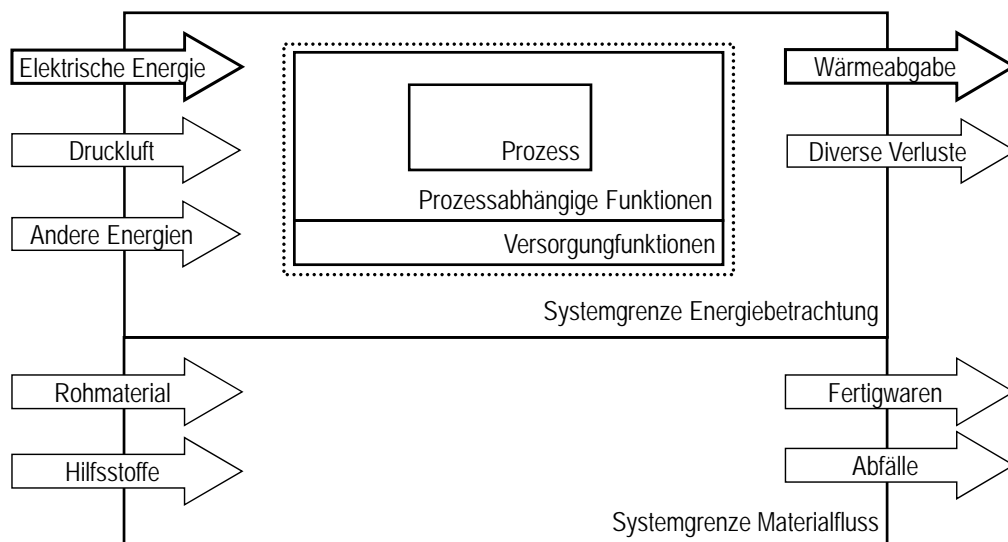 Elektrische Energie
Wärmeabgabe
Druckluft
Prozess
Diverse Verluste
Prozessabhängige Funktionen
Andere Energien
Versorgungfunktionen
Systemgrenze Energiebetrachtung
Rohmaterial
Fertigwaren
Hilfsstoffe
Abfälle
Systemgrenze Materialfluss